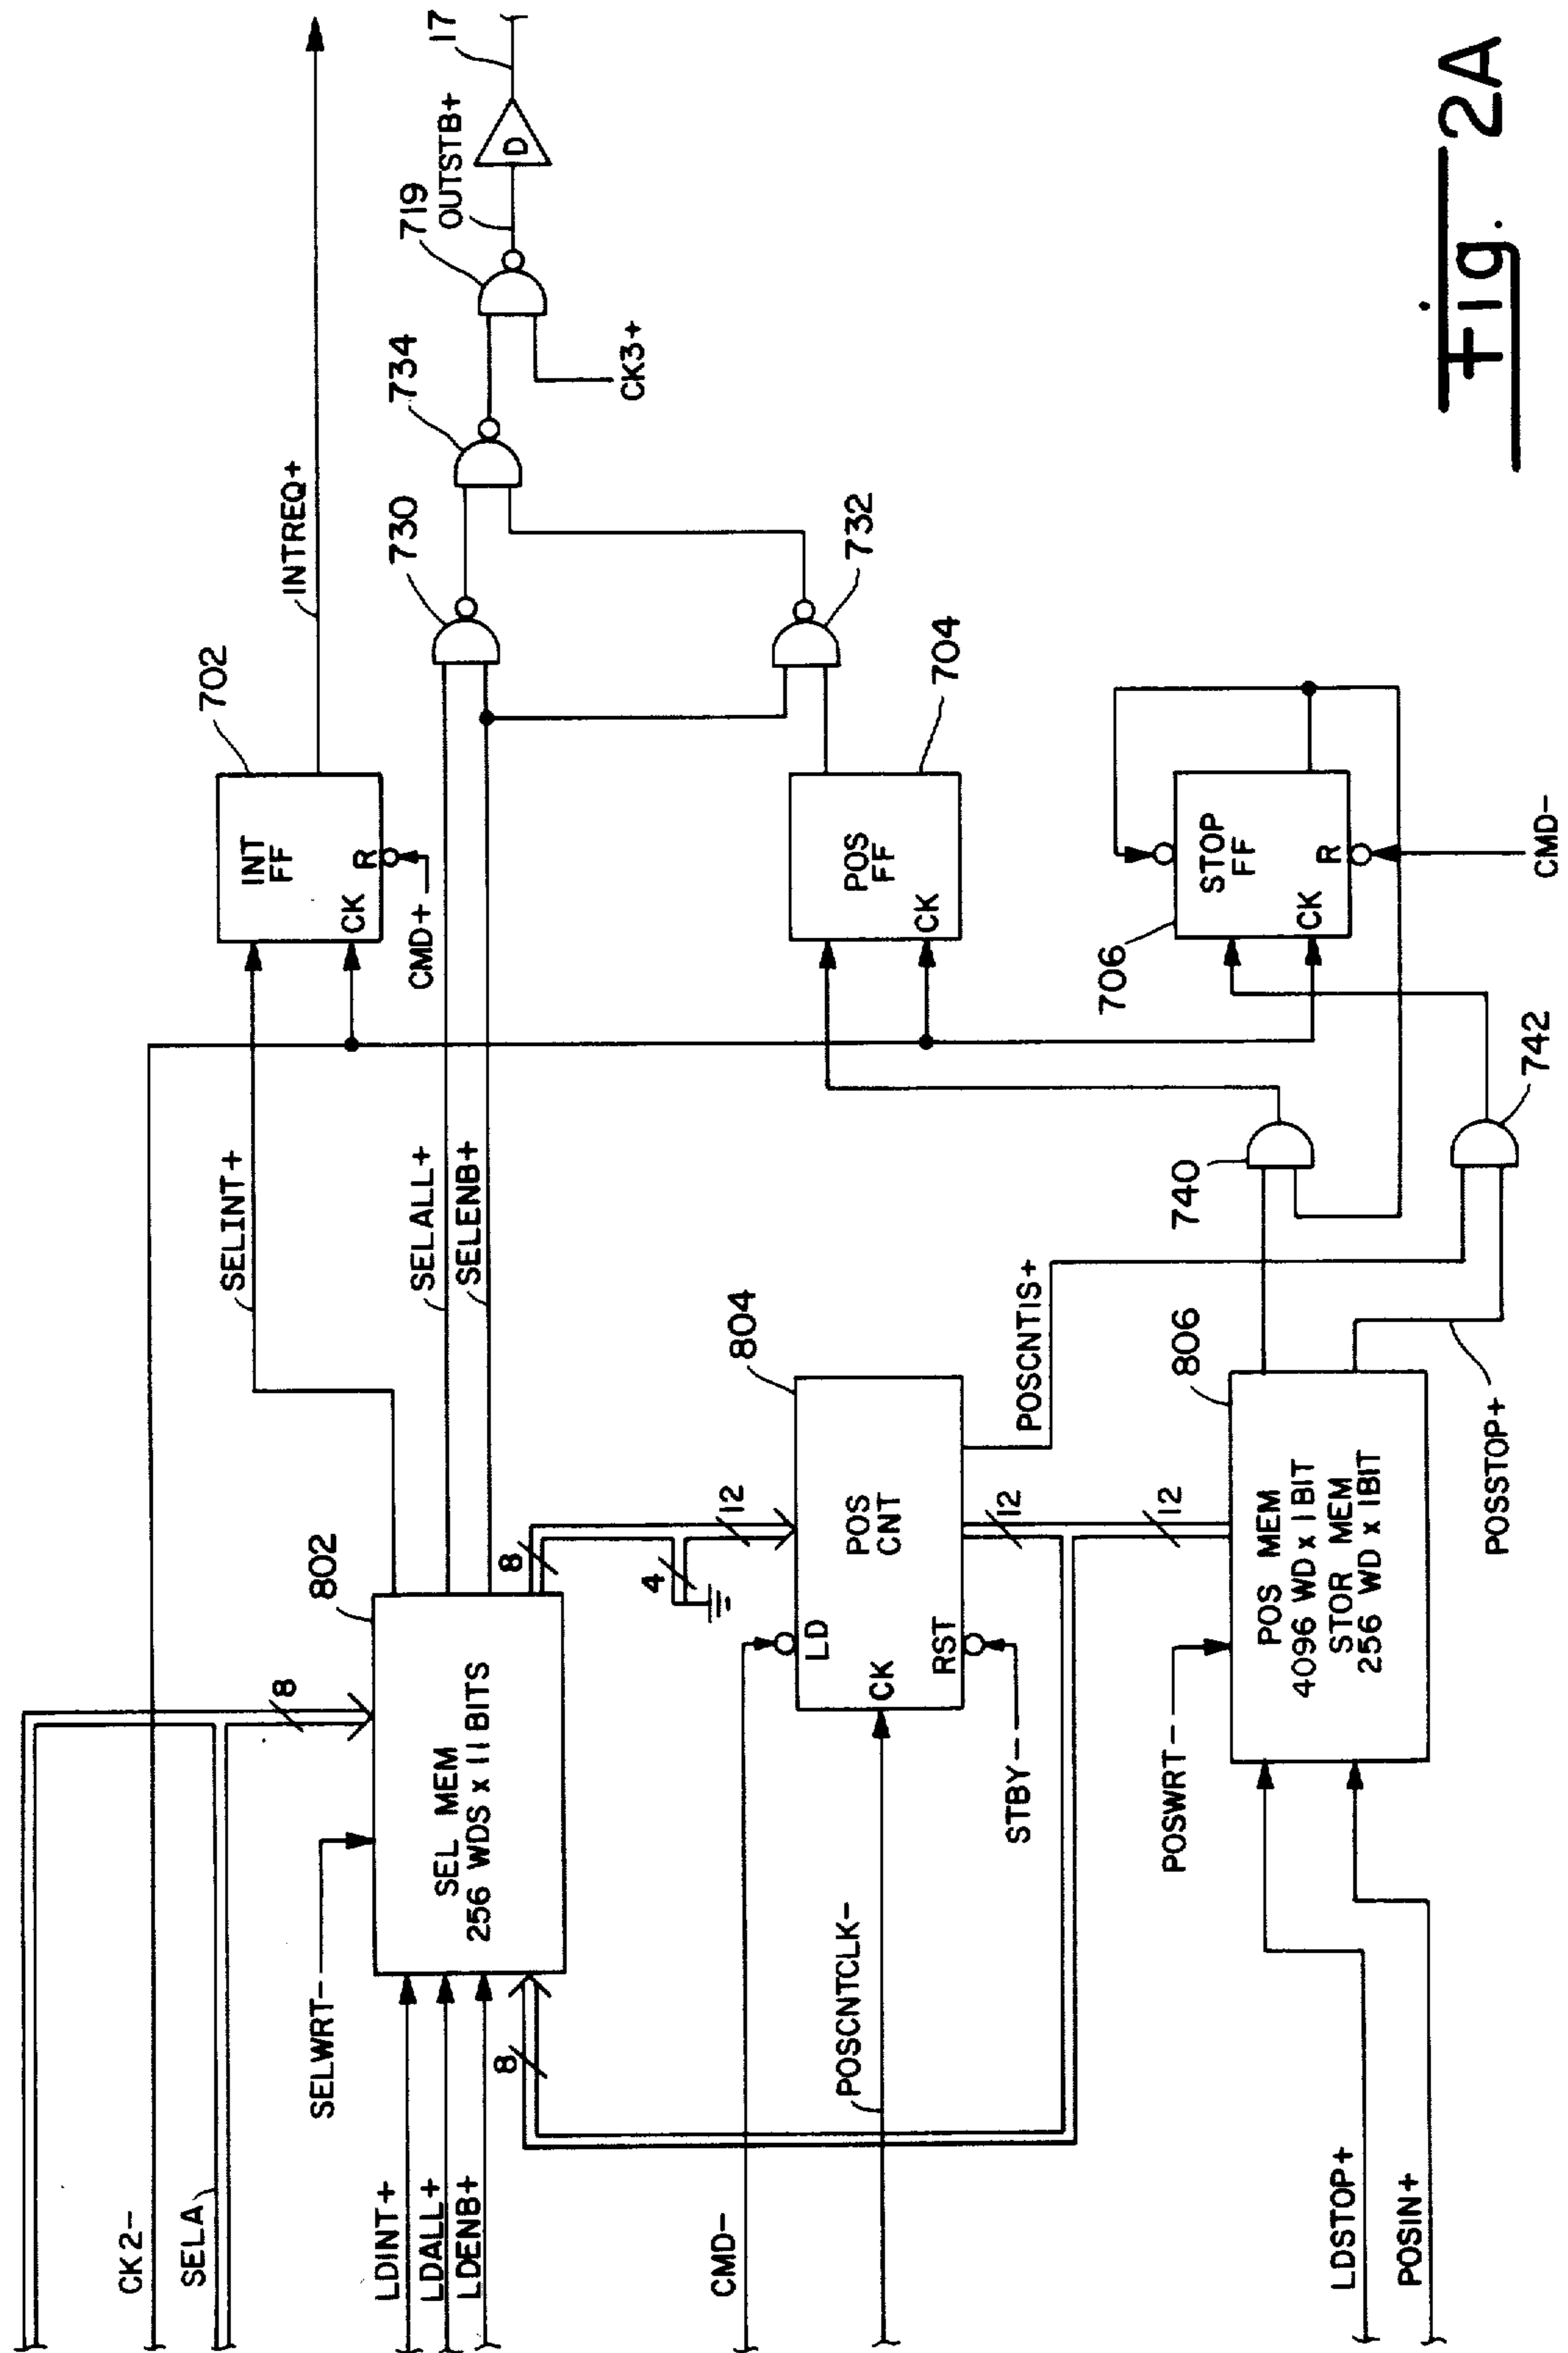 CK2-
SELA
LDINT+
LDALL+
LDENB+
CMD-
POSCNTCLK-
LDSTOP+
POSIN+
SELWRT-
8
8
SEL MEM
256 WDS x 11 BITS
802
8
4
12
SELINT+
SELALL+
SELENB+
LD
CK
RST
POS
CNT
804
STBY-
12
12
POSCNTIS+
POSWRT-
POS MEM
4096 WD x 1 BIT
STOR MEM
256 WD x 1BIT
806
POSSTOP+
740
742
INT
FF
CK
R
702
CMD+
POS
FF
CK
704
STOP
FF
CK
R
706
CMD-
INTREQ+
730
732
734
CK3+
719
OUTSTB+
D
17
Fig. 2A